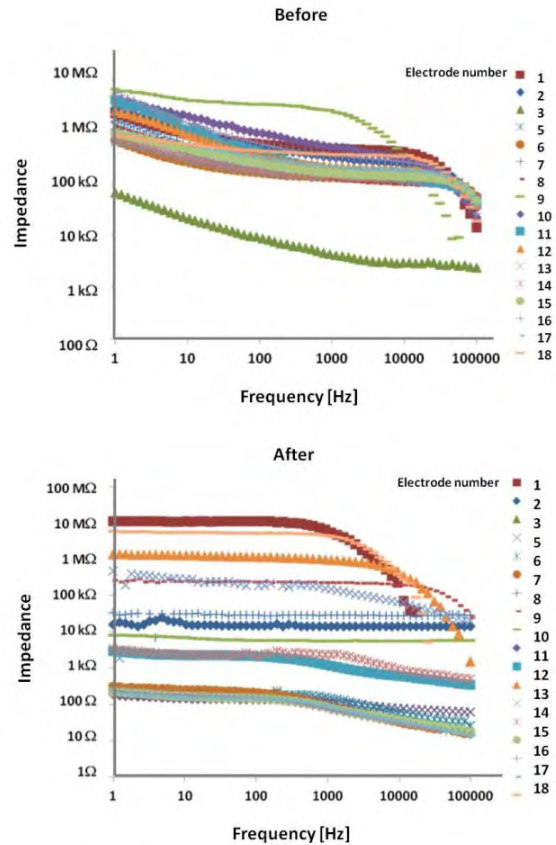 Before
Electrode number
10 MΩ
1 MΩ
100 kΩ
10 kΩ
1 kΩ
100 Ω
Impedance
1 10 100 1000 10000 100000
Frequency [Hz]
1
2
3
5
6
7
8
9
10
11
12
13
14
15
16
17
18
After
Electrode number
100 MΩ
10 MΩ
1 MΩ
100 kΩ
10 kΩ
1 kΩ
100 Ω
10 Ω
1 Ω
Impedance
1 10 100 1000 10000 100000
Frequency [Hz]
1
2
3
5
6
7
8
9
10
11
12
13
14
15
16
17
18